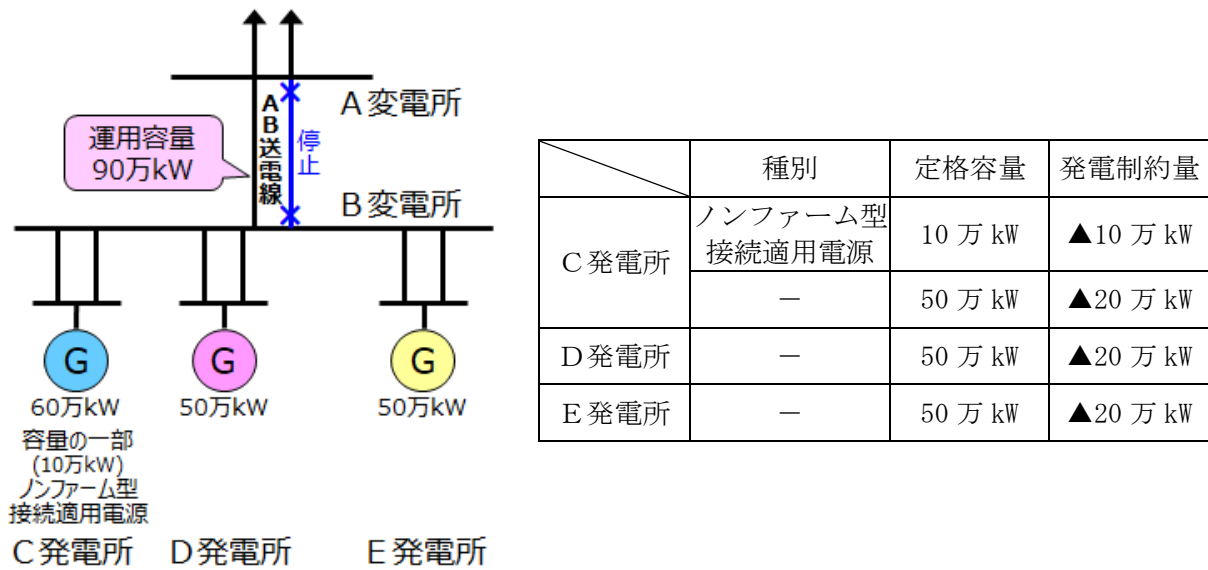 A変電所
AB送電線
停止
運用容量
90万kW
B変電所
G
G
G
60万kW
50万kW
50万kW
容量の一部
(10万kW)
ノンファーム型
接続適用電源
C発電所
D発電所
E発電所
種別
定格容量
発電制約量
C発電所
ノンファーム型
接続適用電源
10 万 kW
▲10 万 kW
－
50 万 kW
▲20 万 kW
D発電所
－
50 万 kW
▲20 万 kW
E発電所
－
50 万 kW
▲20 万 kW